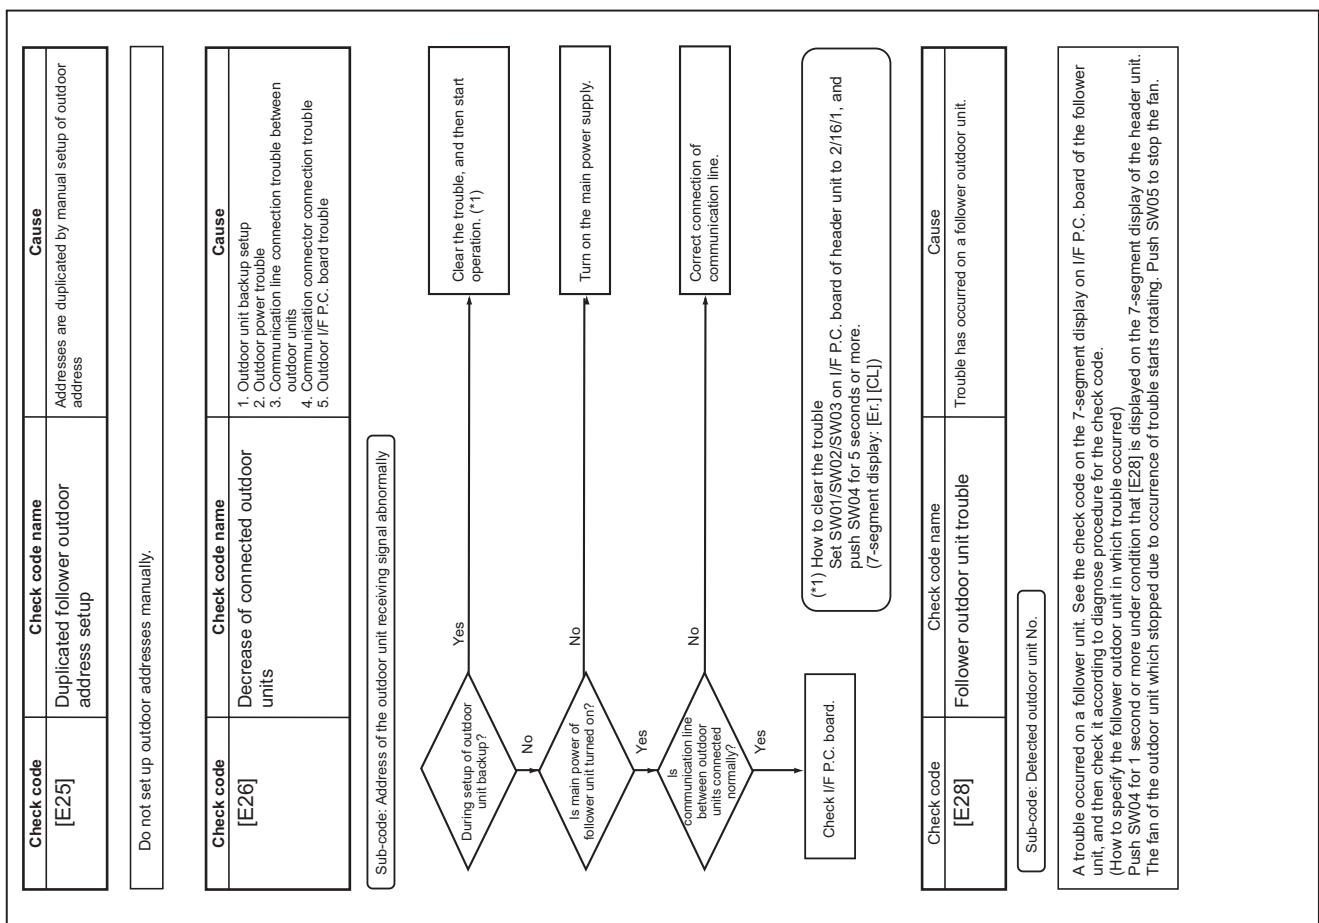 Check code
Check code name
Cause
[E25]
Duplicated follower outdoor
address setup
Addresses are duplicated by manual setup of outdoor
address
Do not set up outdoor addresses manually.
Check code
Check code name
Cause
[E26]
Decrease of connected outdoor
units
1. Outdoor unit backup setup
2. Outdoor power trouble
3. Communication line connection trouble between
outdoor units
4. Communication connector connection trouble
5. Outdoor I/F P.C. board trouble
Sub-code: Address of the outdoor unit receiving signal abnormally
During setup of outdoor
unit backup?
Yes
Clear the trouble, and then start
operation. (*1)
No
Is main power of
follower unit turned on?
No
Turn on the main power supply.
Yes
Is
communication line
between outdoor
units connected
normally?
No
Correct connection of
communication line.
Yes
Check I/F P.C. board.
(*1) How to clear the trouble
Set SW01/SW02/SW03 on I/F P.C. board of header unit to 2/16/1, and
push SW04 for 5 seconds or more.
(7-segment display: [Er.] [CL])
Check code
Check code name
Cause
[E28]
Follower outdoor unit trouble
Trouble has occurred on a follower outdoor unit.
Sub-code: Detected outdoor unit No.
A trouble occurred on a follower unit. See the check code on the 7-segment display on I/F P.C. board of the follower
unit, and then check it according to diagnose procedure for the check code.
(How to specify the follower outdoor unit in which trouble occurred)
Push SW04 for 1 second or more under condition that [E28] is displayed on the 7-segment display of the header unit.
The fan of the outdoor unit which stopped due to occurrence of trouble starts rotating. Push SW05 to stop the fan.